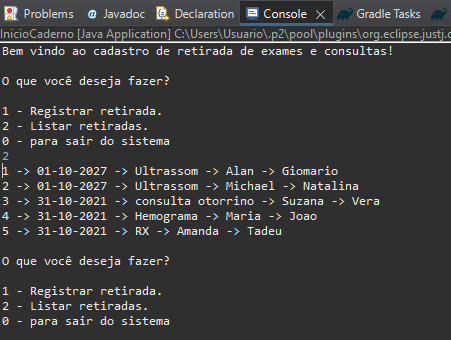 Problems Javadoc Declaration Console Gradle Tasks
InicioCaderno [Java Application] C:\Users\Usuario\.p2\pool\plugins\org.eclipse.justj.o
Bem vindo ao cadastro de retirada de exames e consultas!
O que você deseja fazer?
1 - Registrar retirada.
2 - Listar retiradas.
0 - para sair do sistema
2
1 -> 01-10-2027 -> Ultrassom -> Alan -> Giomario
2 -> 01-10-2027 -> Ultrassom -> Michael -> Natalina
3 -> 31-10-2021 -> consulta otorrino -> Suzana -> Vera
4 -> 31-10-2021 -> Hemograma -> Maria -> Joao
5 -> 31-10-2021 -> RX -> Amanda -> Tadeu
O que você deseja fazer?
1 - Registrar retirada.
2 - Listar retiradas.
0 - para sair do sistema